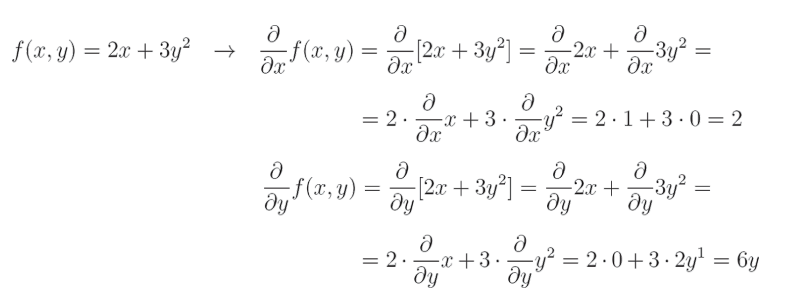 f(x, y) = 2x + 3y² → ∂/∂x f(x, y) = ∂/∂x [2x + 3y²] = ∂/∂x 2x + ∂/∂x 3y² =
= 2 · ∂/∂x x + 3 · ∂/∂x y² = 2 · 1 + 3 · 0 = 2
∂/∂y f(x, y) = ∂/∂y [2x + 3y²] = ∂/∂y 2x + ∂/∂y 3y² =
= 2 · ∂/∂y x + 3 · ∂/∂y y² = 2 · 0 + 3 · 2y¹ = 6y